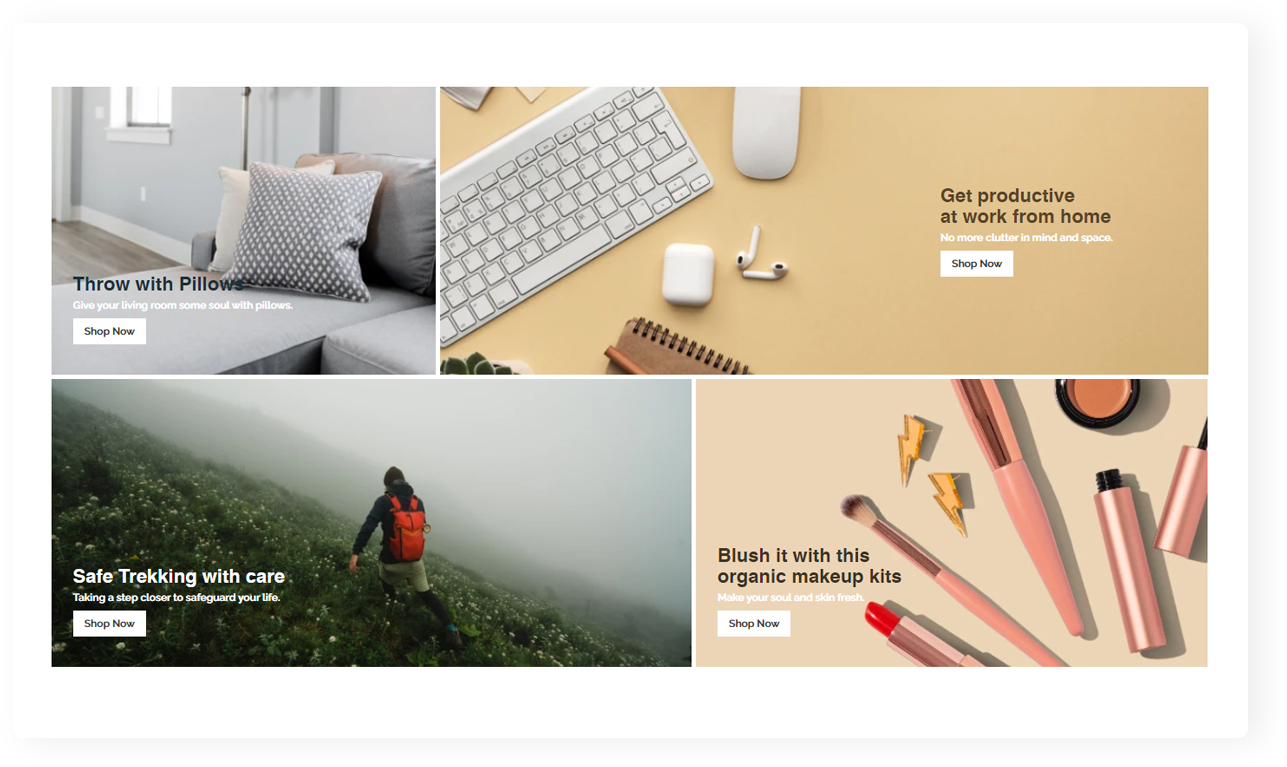 Throw with Pillows
Give your living room some soul with pillows.
Shop Now
Get productive
at work from home
No more clutter in mind and space.
Shop Now
Safe Trekking with care
Taking a step closer to safeguard your life.
Shop Now
Blush it with this
organic makeup kits
Make your soul and skin fresh.
Shop Now